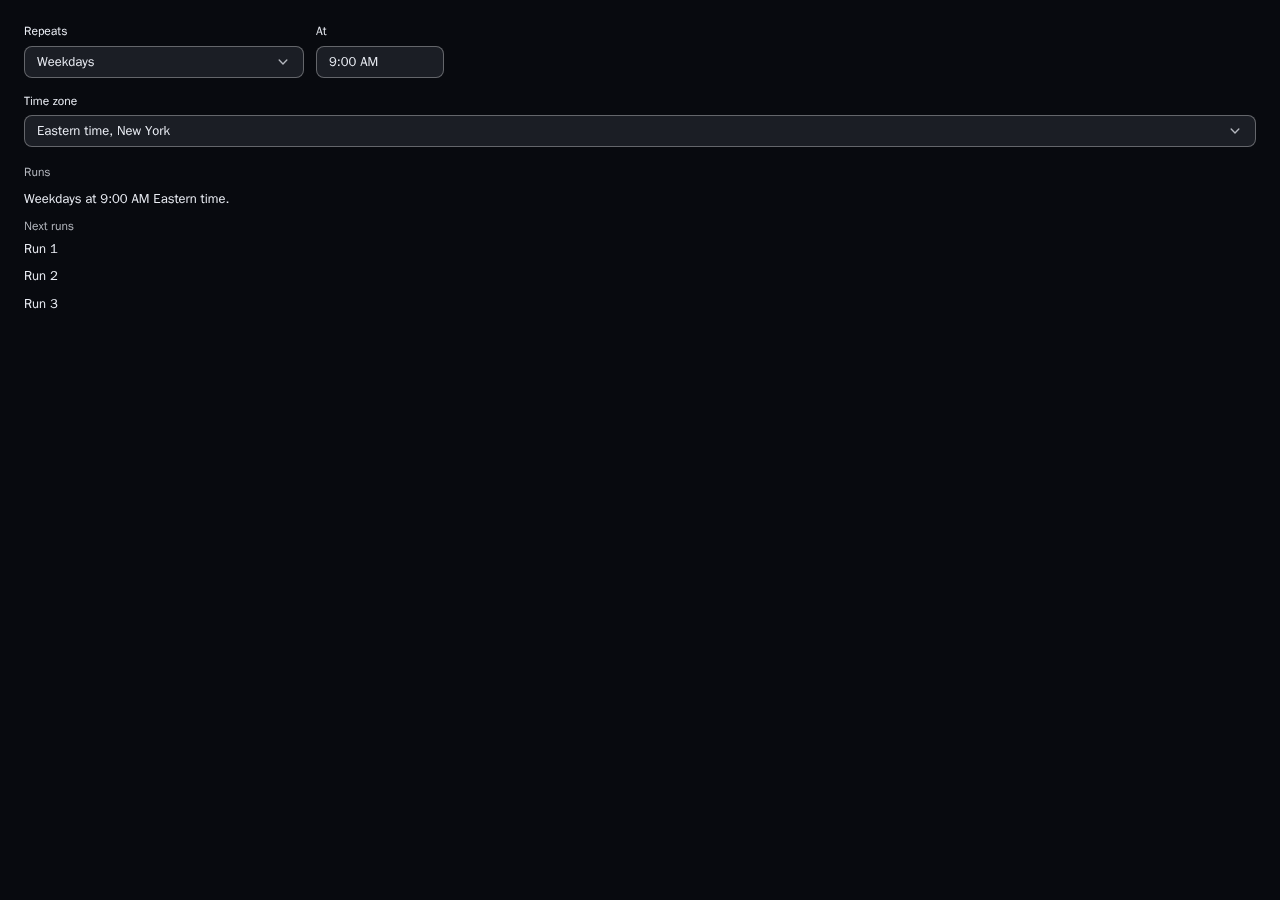 Repeats
At
Weekdays
9:00 AM
Time zone
Eastern time, New York
Runs
Weekdays at 9:00 AM Eastern time.
Next runs
Run 1
Run 2
Run 3